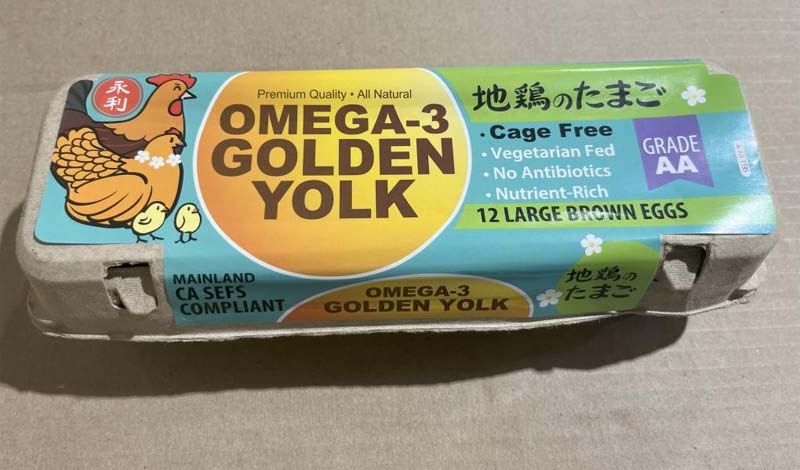 永
利
Premium Quality • All Natural
OMEGA-3
GOLDEN
YOLK
地鶏のたまご
• Cage Free
• Vegetarian Fed
• No Antibiotics
• Nutrient-Rich
GRADE
AA
12 LARGE BROWN EGGS
MAINLAND
CA SEFS
COMPLIANT
OMEGA-3
GOLDEN YOLK
地鶏の
たまご